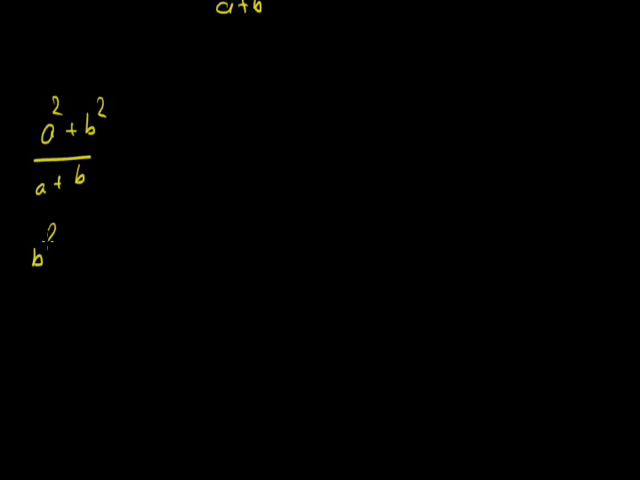 a+b
a² + b²
a + b
b²